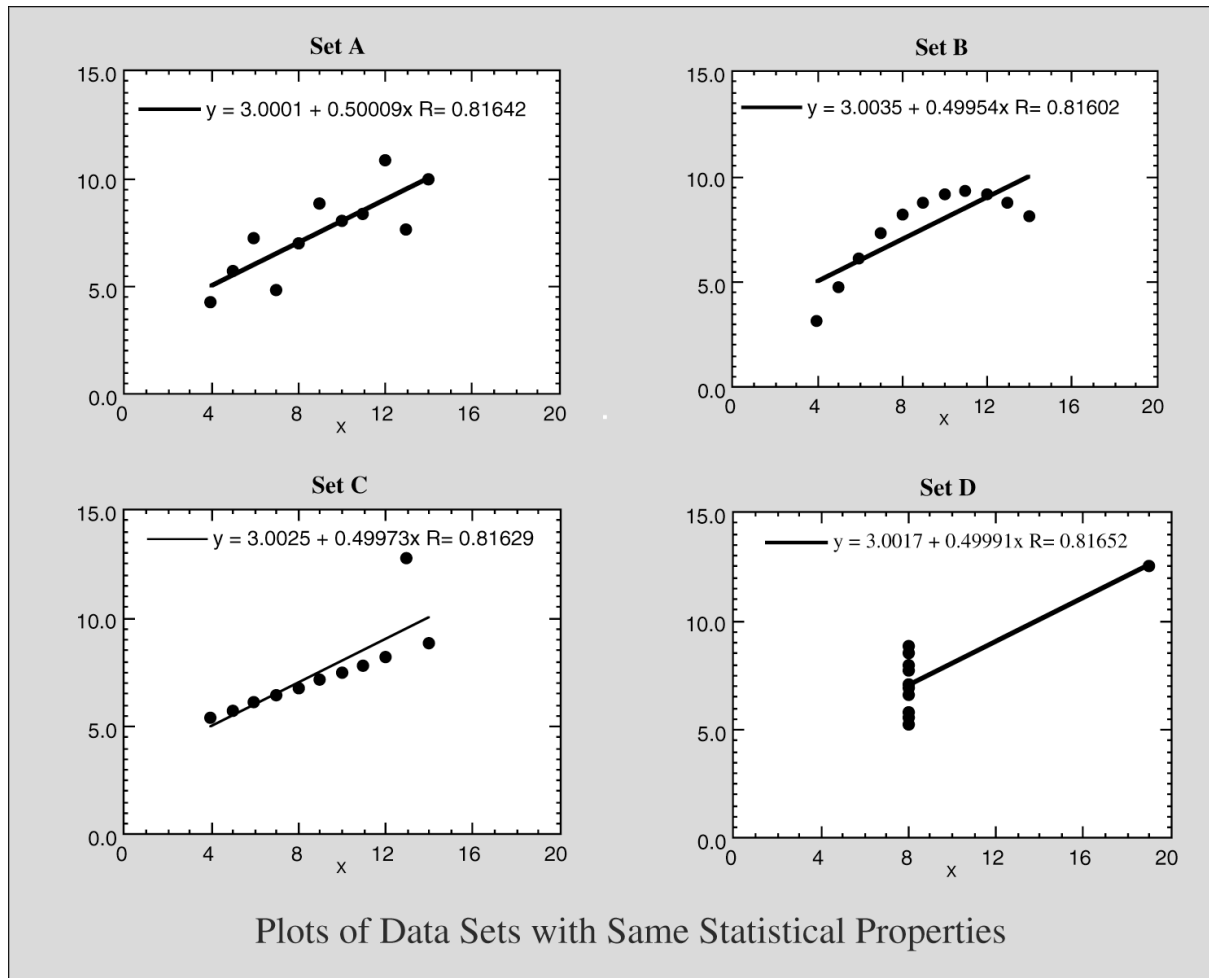 Set A
15.0
y = 3.0001 + 0.50009x R= 0.81642
10.0
5.0
0.0
0 4 8 12 16 20
x
Set B
15.0
y = 3.0035 + 0.49954x R= 0.81602
10.0
5.0
0.0
0 4 8 12 16 20
x
Set C
15.0
y = 3.0025 + 0.49973x R= 0.81629
10.0
5.0
0.0
0 4 8 12 16 20
x
Set D
15.0
y = 3.0017 + 0.49991x R= 0.81652
10.0
5.0
0.0
0 4 8 12 16 20
x
Plots of Data Sets with Same Statistical Properties